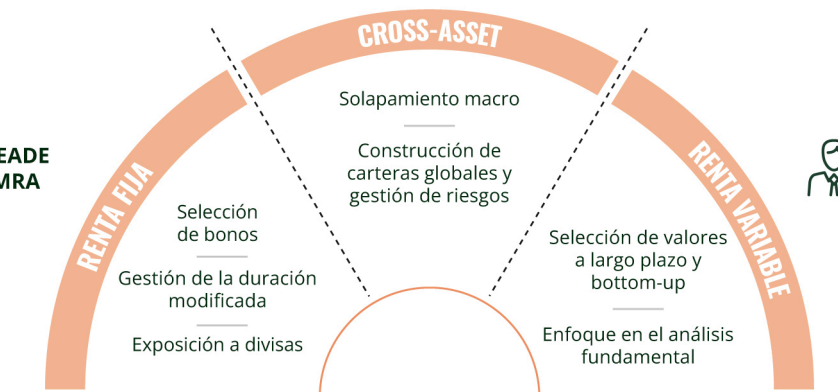 CROSS-ASSET
Solapamiento macro
Construcción de
carteras globales y
gestión de riesgos
EADE
MRA
RENTA FIJA
Selección
de bonos
Gestión de la duración
modificada
Exposición a divisas
RENTA VARIABLE
Selección de valores
a largo plazo y
bottom-up
Enfoque en el análisis
fundamental